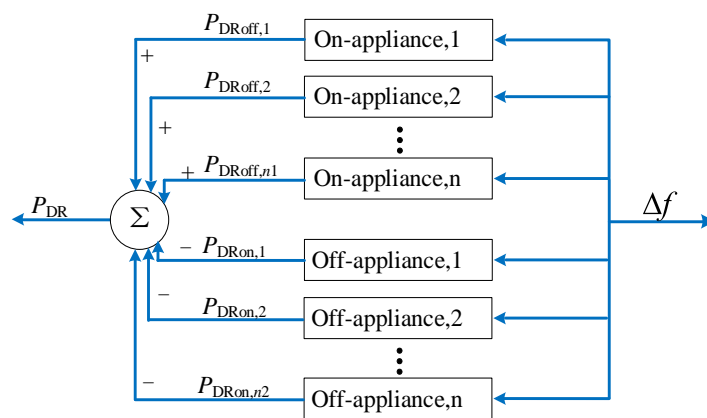 P_DRoff,1
On-appliance,1
+
P_DRoff,2
On-appliance,2
+
P_DRoff,n1
On-appliance,n
+
P_DR
Σ
Δf
−
P_DRon,1
Off-appliance,1
−
P_DRon,2
Off-appliance,2
−
P_DRon,n2
Off-appliance,n